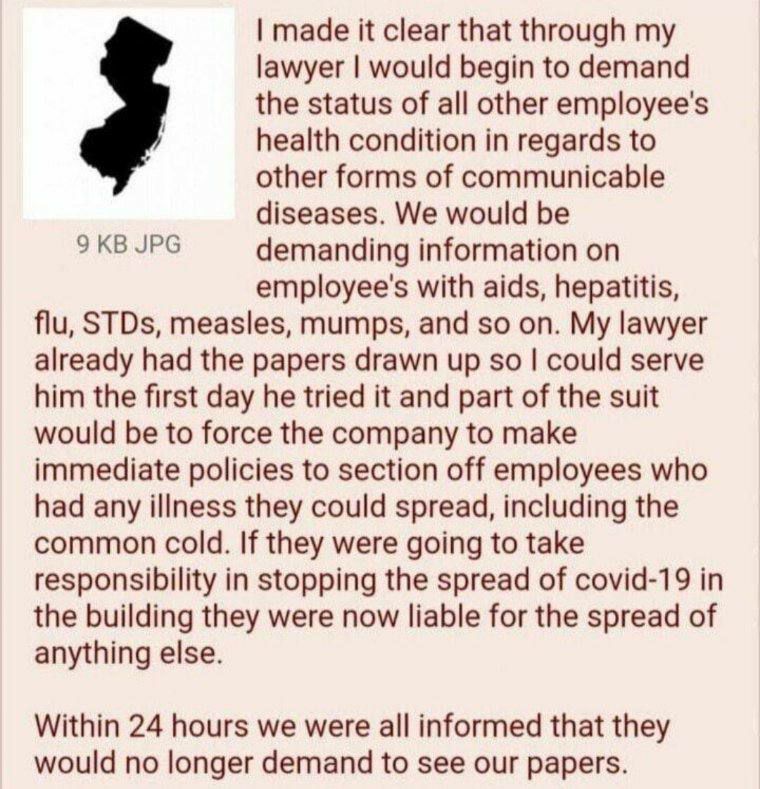 I made it clear that through my
lawyer I would begin to demand
the status of all other employee's
health condition in regards to
other forms of communicable
diseases. We would be
9 KB JPG
demanding information on
employee's with aids, hepatitis,
flu, STDs, measles, mumps, and so on. My lawyer
already had the papers drawn up so I could serve
him the first day he tried it and part of the suit
would be to force the company to make
immediate policies to section off employees who
had any illness they could spread, including the
common cold. If they were going to take
responsibility in stopping the spread of covid-19 in
the building they were now liable for the spread of
anything else.
Within 24 hours we were all informed that they
would no longer demand to see our papers.